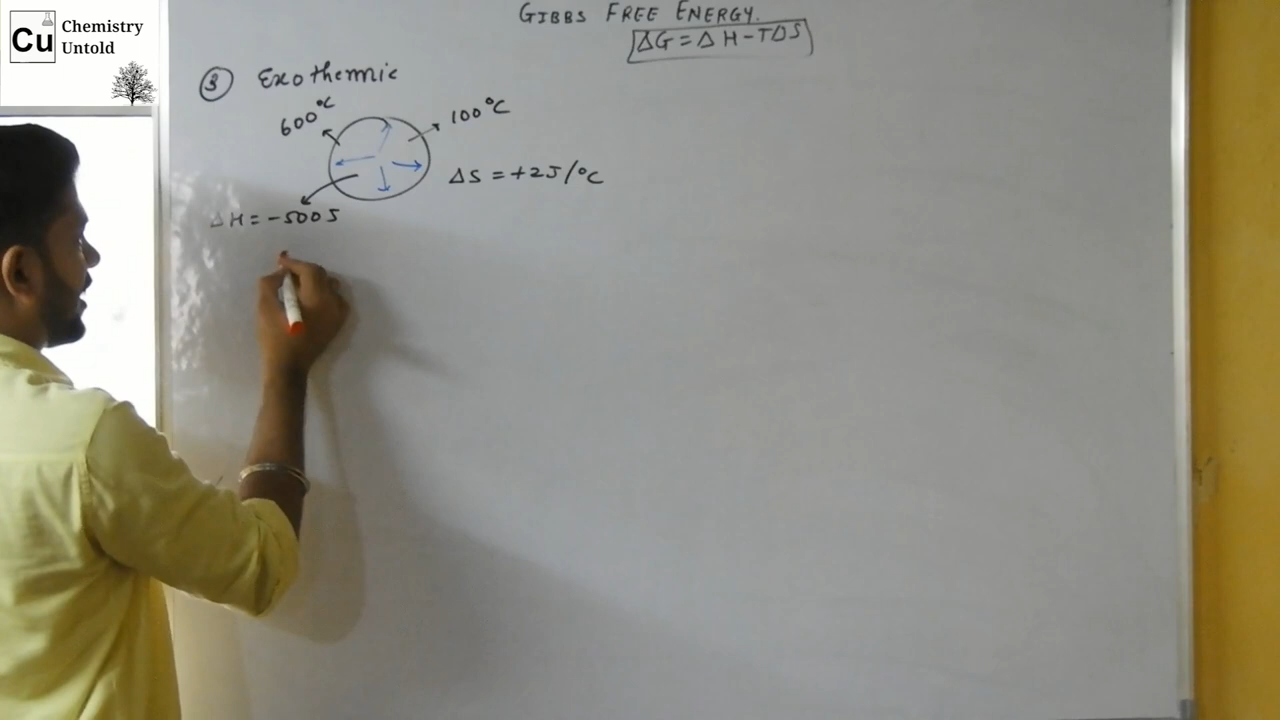 Cu
Chemistry
Untold
GIBBS FREE ENERGY.
ΔG = ΔH - TΔS
3 Exothermic
600°C
100°C
ΔS = +2J/°C
ΔH = -500J